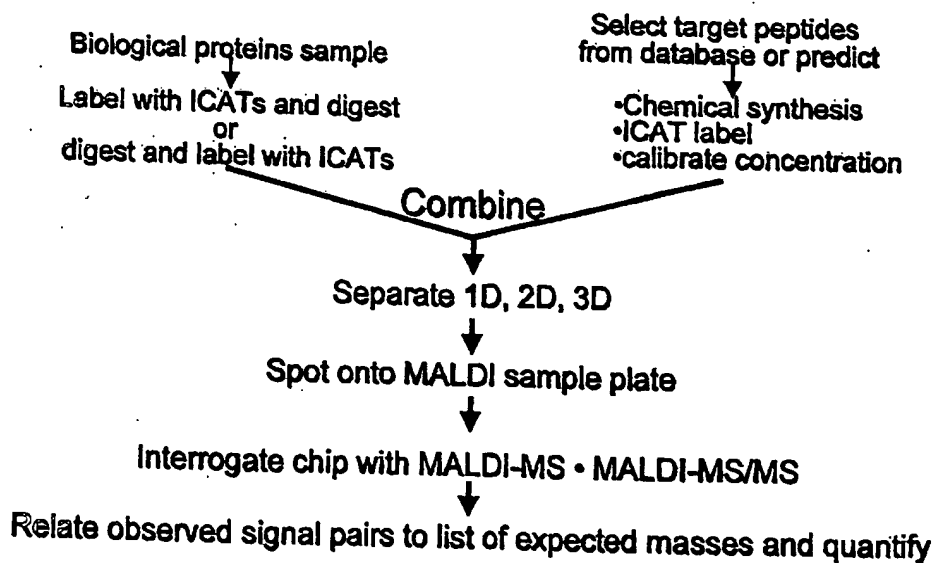 Biological proteins sample
Label with ICATs and digest
or
digest and label with ICATs
Select target peptides
from database or predict
•Chemical synthesis
•ICAT label
•calibrate concentration
Combine
Separate 1D, 2D, 3D
Spot onto MALDI sample plate
Interrogate chip with MALDI-MS • MALDI-MS/MS
Relate observed signal pairs to list of expected masses and quantify